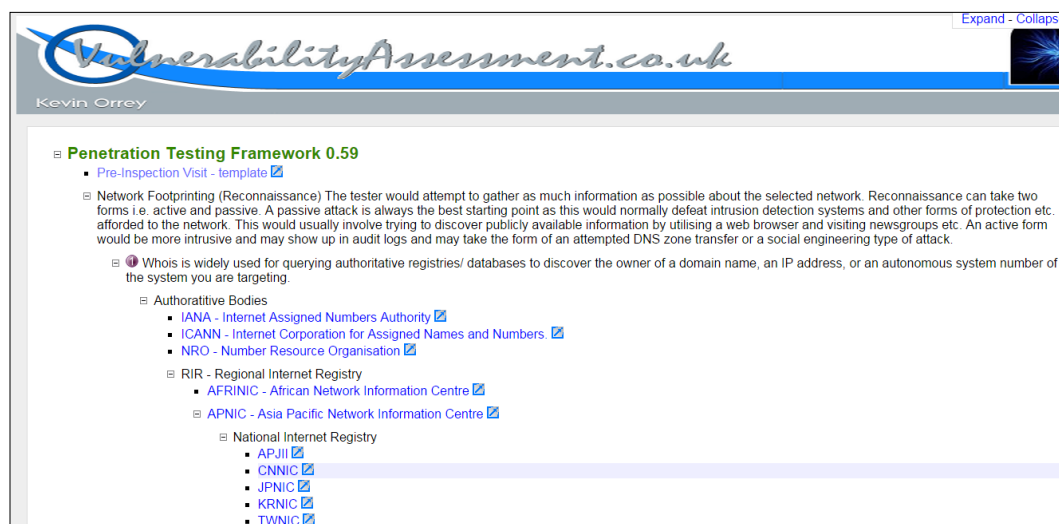 Expand - Collaps
VulnerabilityAssessment.co.uk
Kevin Orrey
Penetration Testing Framework 0.59
Pre-Inspection Visit - template
Network Footprinting (Reconnaissance) The tester would attempt to gather as much information as possible about the selected network. Reconnaissance can take two
forms i.e. active and passive. A passive attack is always the best starting point as this would normally defeat intrusion detection systems and other forms of protection etc.
afforded to the network. This would usually involve trying to discover publicly available information by utilising a web browser and visiting newsgroups etc. An active form
would be more intrusive and may show up in audit logs and may take the form of an attempted DNS zone transfer or a social engineering type of attack.
Whois is widely used for querying authoritative registries/ databases to discover the owner of a domain name, an IP address, or an autonomous system number of
the system you are targeting.
Authoratitive Bodies
IANA - Internet Assigned Numbers Authority
ICANN - Internet Corporation for Assigned Names and Numbers.
NRO - Number Resource Organisation
RIR - Regional Internet Registry
AFRINIC - African Network Information Centre
APNIC - Asia Pacific Network Information Centre
National Internet Registry
APJII
CNNIC
JPNIC
KRNIC
TWNIC